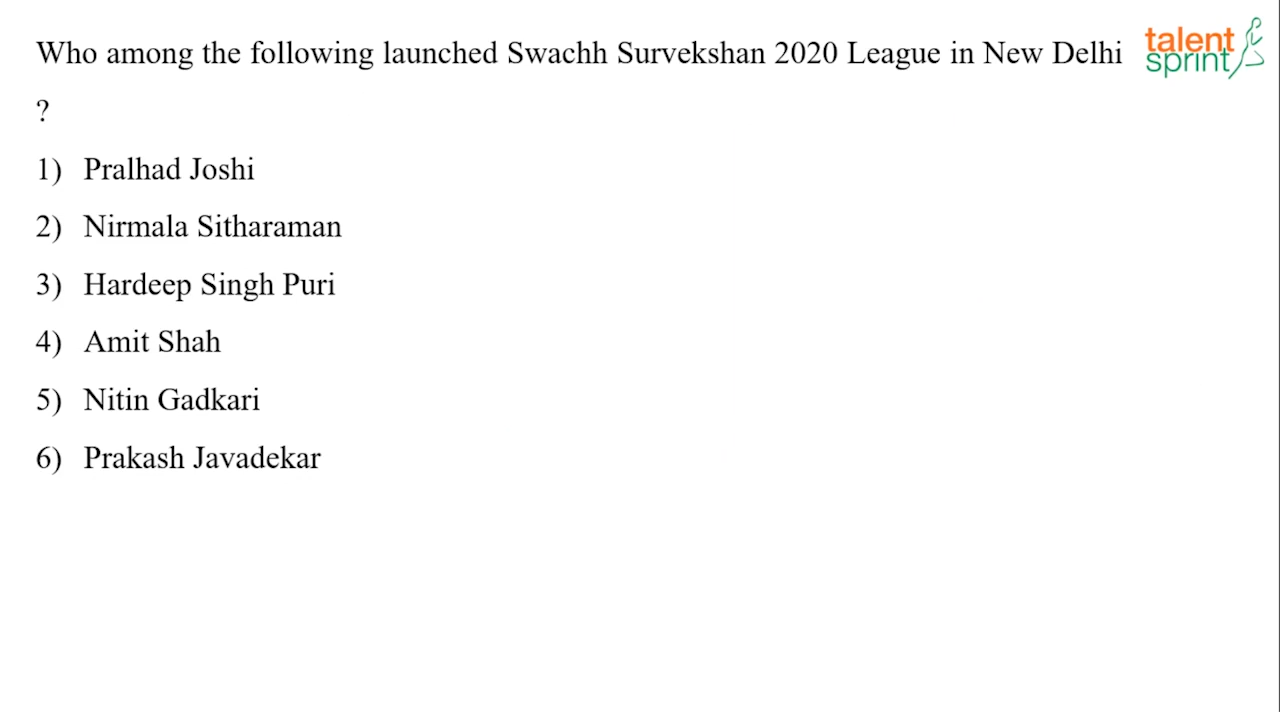 Who among the following launched Swachh Survekshan 2020 League in New Delhi
?
1) Pralhad Joshi
2) Nirmala Sitharaman
3) Hardeep Singh Puri
4) Amit Shah
5) Nitin Gadkari
6) Prakash Javadekar
talent
sprint